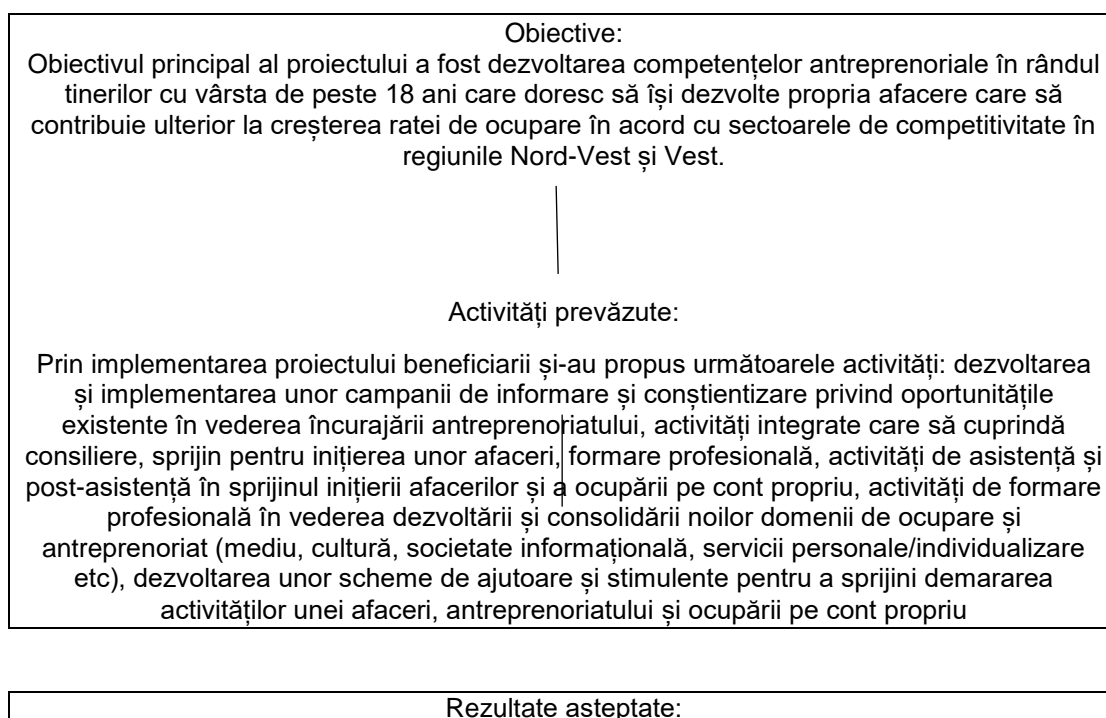 Obiective:
Obiectivul principal al proiectului a fost dezvoltarea competențelor antreprenoriale în rândul
tinerilor cu vârsta de peste 18 ani care doresc să își dezvolte propria afacere care să
contribuie ulterior la creșterea ratei de ocupare în acord cu sectoarele de competitivitate în
regiunile Nord-Vest și Vest.
Activități prevăzute:
Prin implementarea proiectului beneficiarii și-au propus următoarele activități: dezvoltarea
și implementarea unor campanii de informare și conștientizare privind oportunitățile
existente în vederea încurajării antreprenoriatului, activități integrate care să cuprindă
consiliere, sprijin pentru inițierea unor afaceri, formare profesională, activități de asistență și
post-asistență în sprijinul inițierii afacerilor și a ocupării pe cont propriu, activități de formare
profesională în vederea dezvoltării și consolidării noilor domenii de ocupare și
antreprenoriat (mediu, cultură, societate informațională, servicii personale/individualizare
etc), dezvoltarea unor scheme de ajutoare și stimulente pentru a sprijini demararea
activităților unei afaceri, antreprenoriatului și ocupării pe cont propriu
Rezultate asteptate: